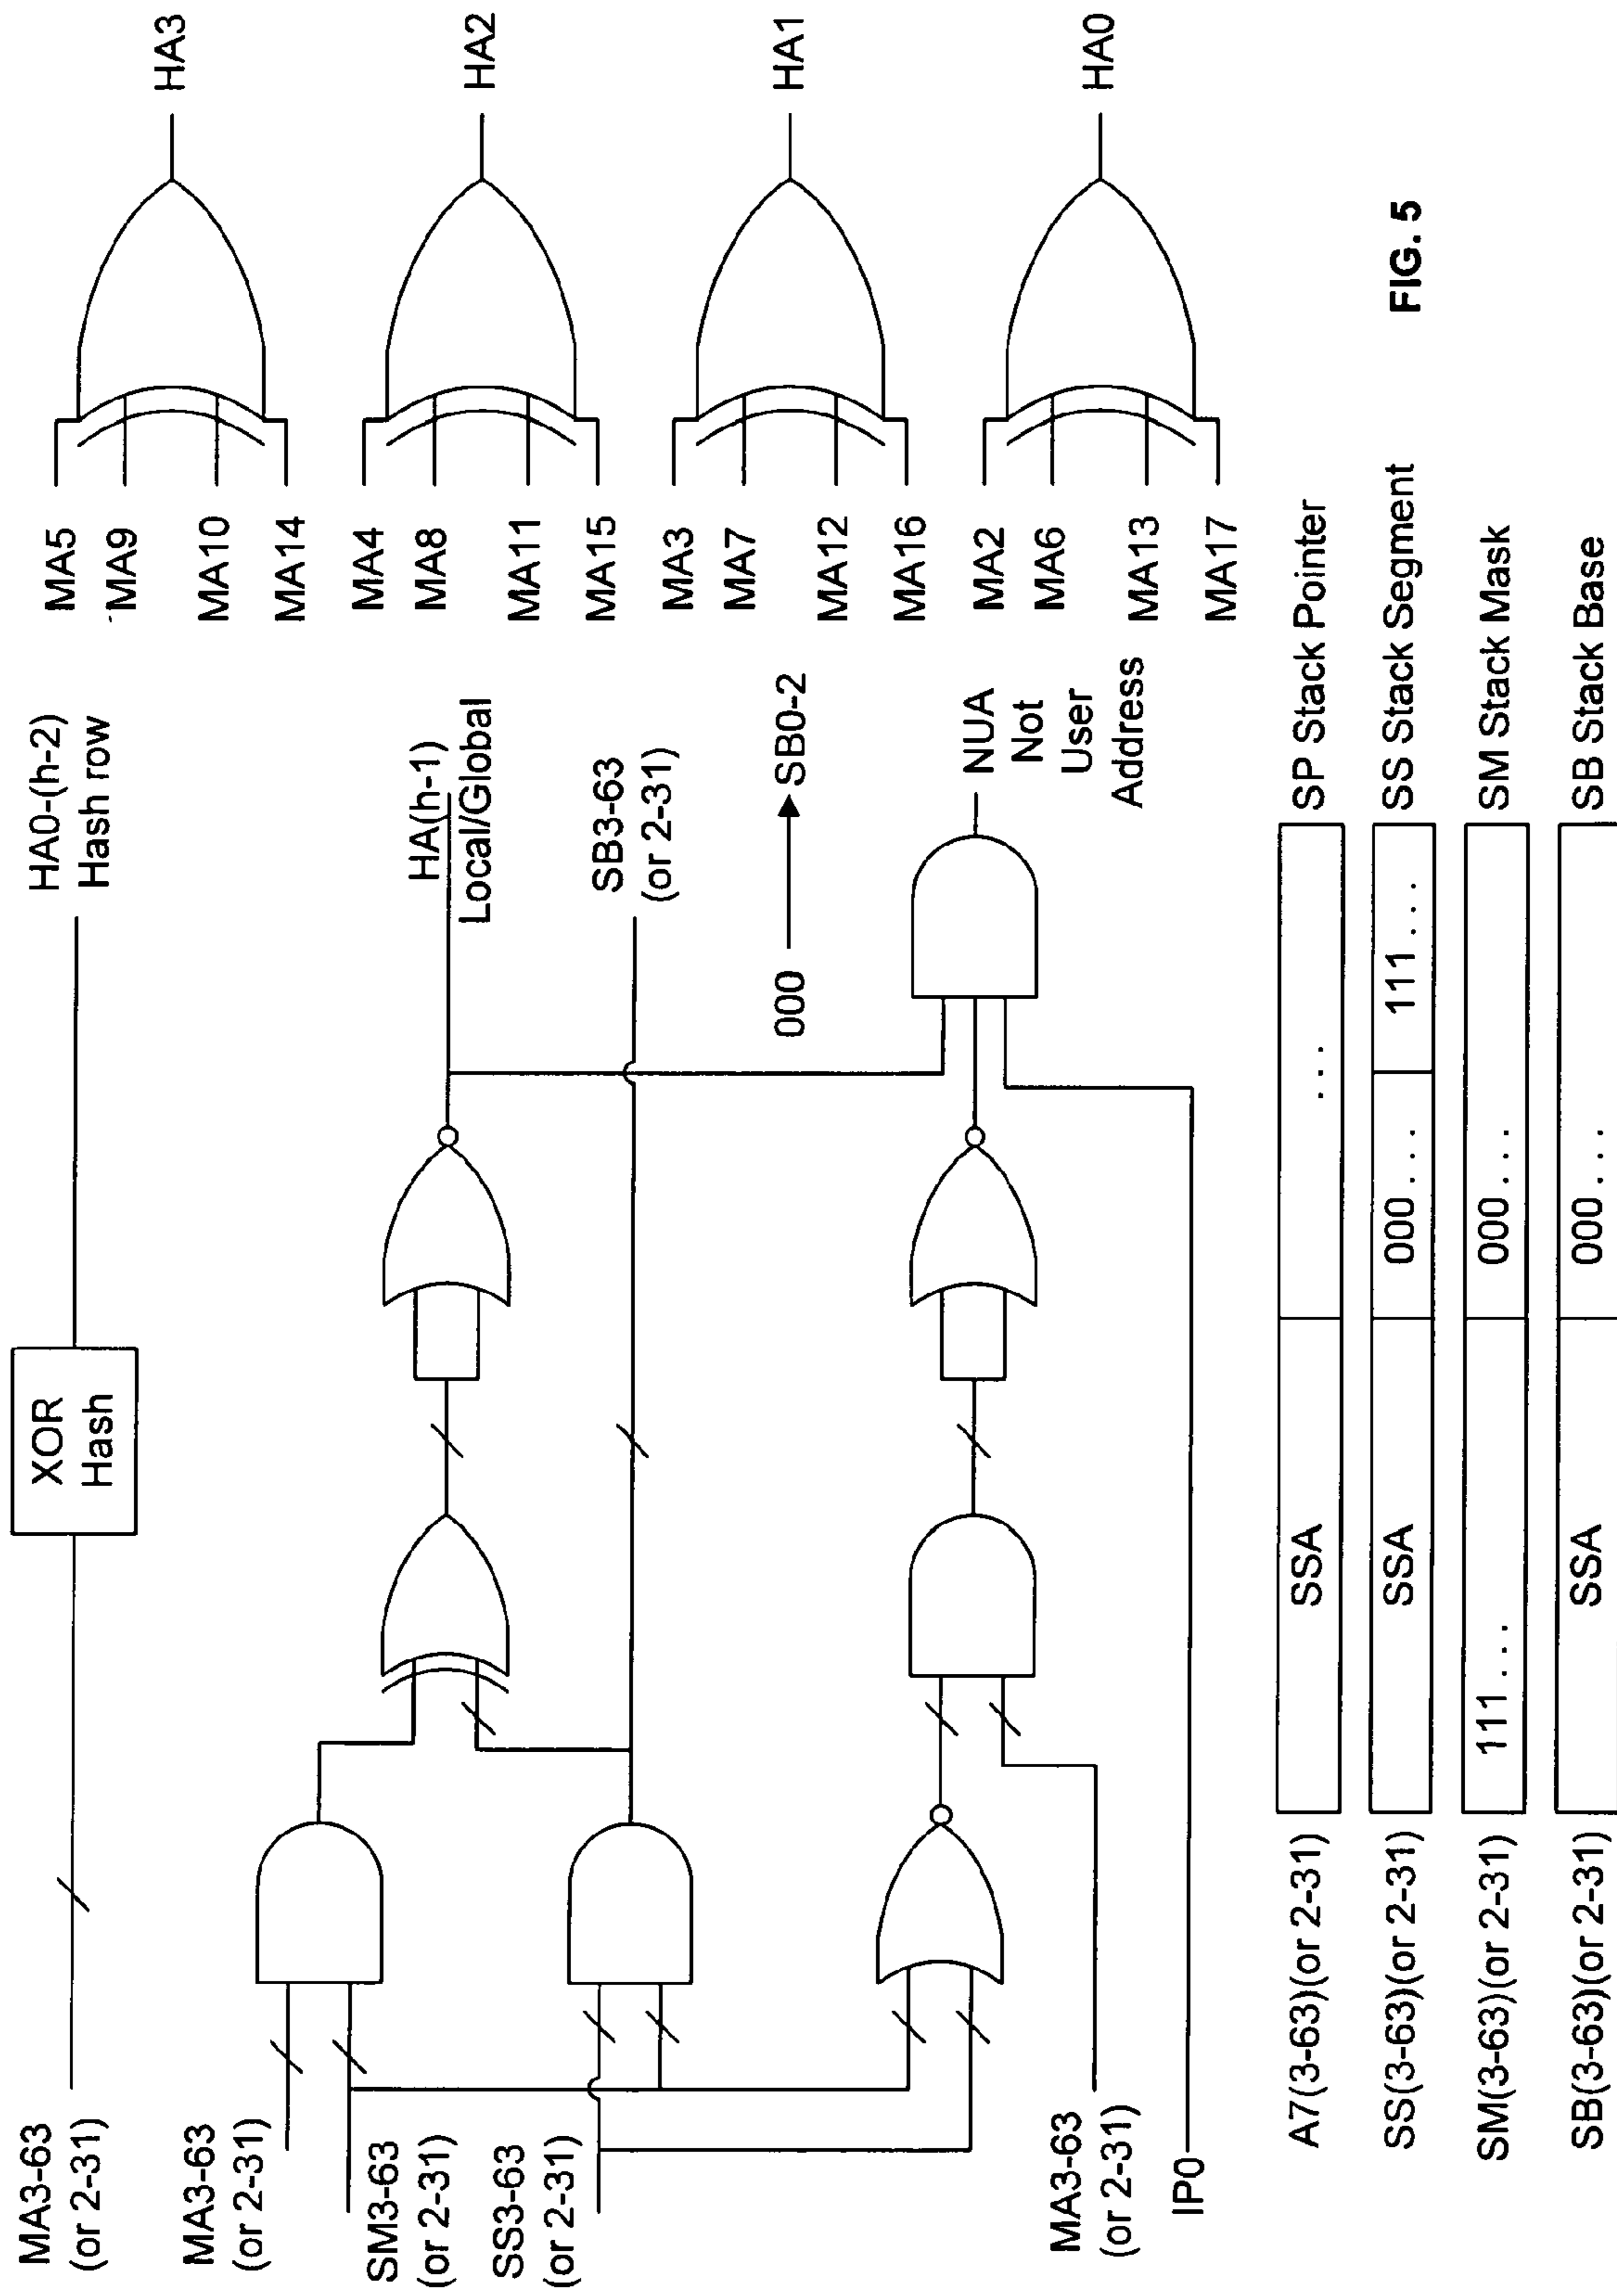 MA3-63
(or 2-31)
XOR
Hash
HA0-(h-2)
Hash row
MA3-63
(or 2-31)
SM3-63
(or 2-31)
SS3-63
(or 2-31)
HA(h-1)
Local/Global
SB3-63
(or 2-31)
000
SB0-2
MA3-63
(or 2-31)
IP0
NUA
Not
User
Address
MA5
MA9
MA10
MA14
HA3
MA4
MA8
MA11
MA15
HA2
MA3
MA7
MA12
MA16
HA1
MA2
MA6
MA13
MA17
HA0
A7(3-63)(or 2-31) SSA ... SP Stack Pointer
SS(3-63)(or 2-31) SSA 000... 111... SS Stack Segment
SM(3-63)(or 2-31) 111... 000... SM Stack Mask
SB(3-63)(or 2-31) SSA 000... SB Stack Base
FIG. 5